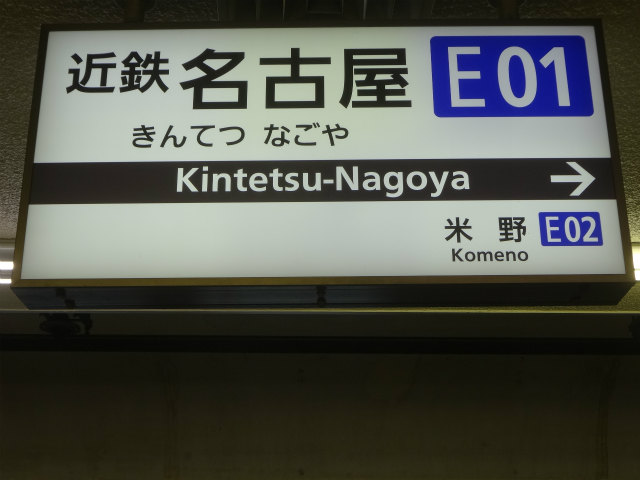 近鉄名古屋 E01
きんてつ なごや
Kintetsu-Nagoya →
米野 E02
Komeno